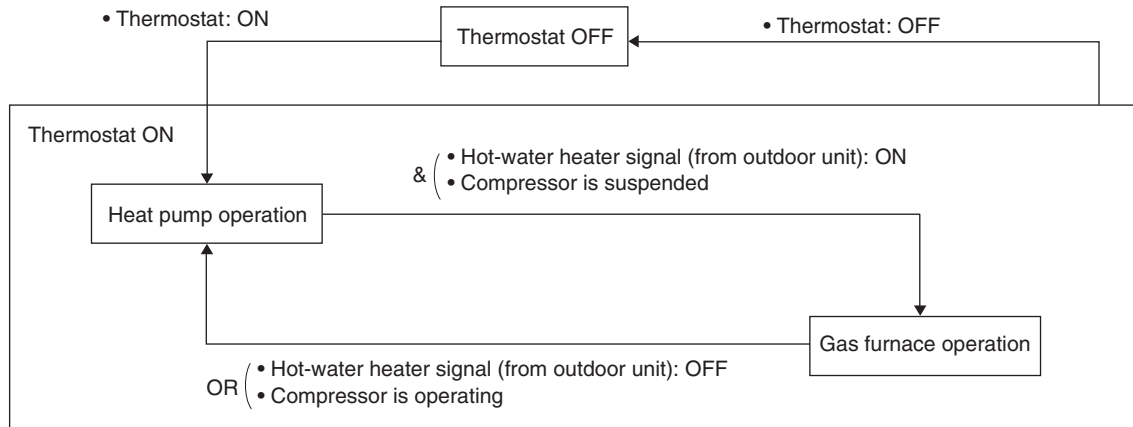 • Thermostat: ON
Thermostat OFF
• Thermostat: OFF
Thermostat ON
& ( • Hot-water heater signal (from outdoor unit): ON
• Compressor is suspended
Heat pump operation
Gas furnace operation
OR ( • Hot-water heater signal (from outdoor unit): OFF
• Compressor is operating